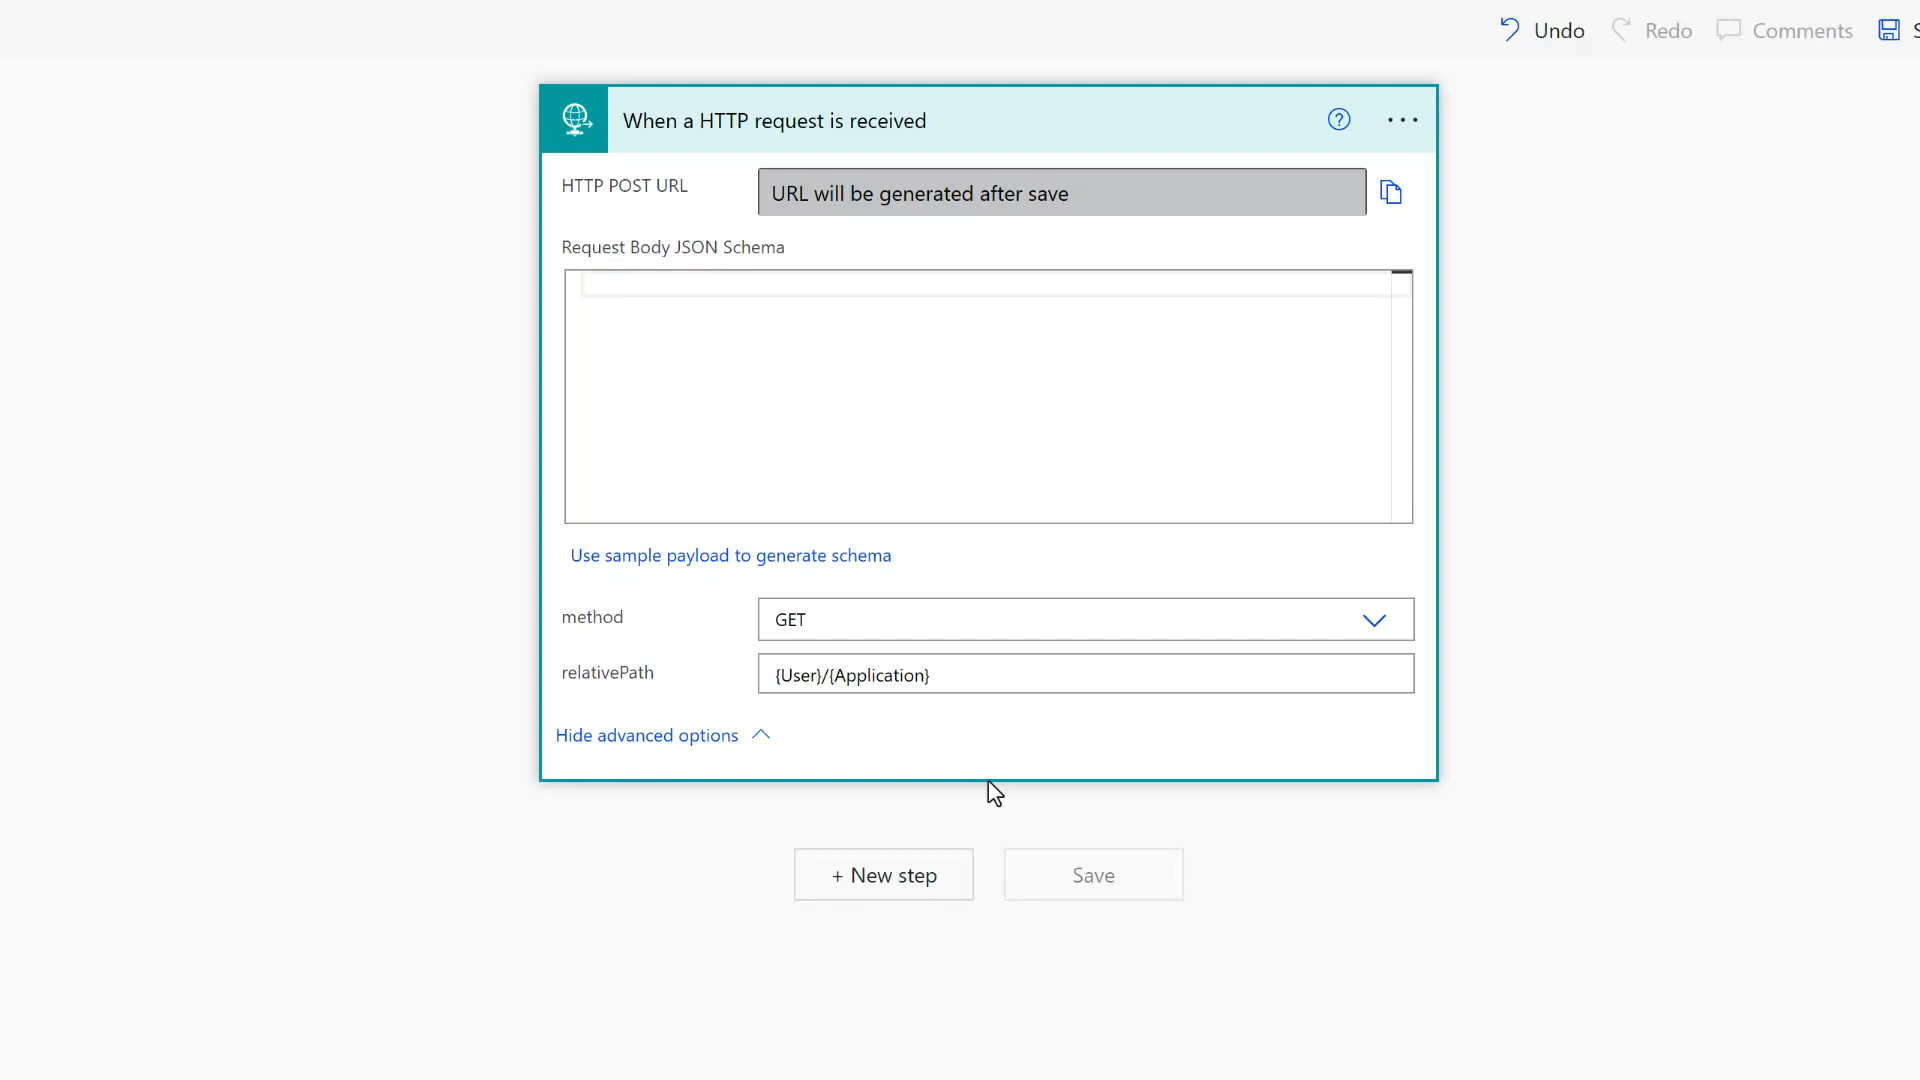 Undo Redo Comments S
When a HTTP request is received
HTTP POST URL URL will be generated after save
Request Body JSON Schema
Use sample payload to generate schema
method GET
relativePath {User}/{Application}
Hide advanced options
+ New step Save